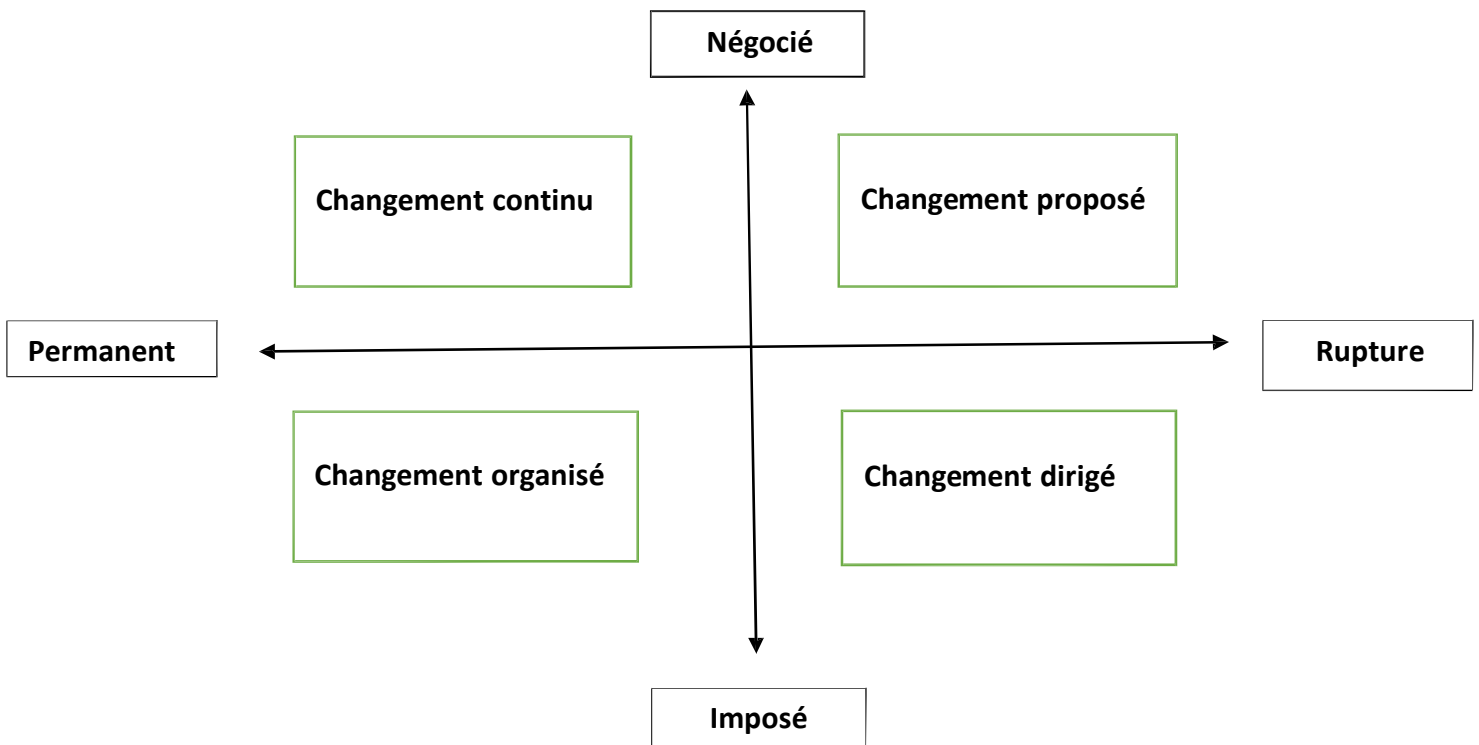 Négocié
Changement continu
Changement proposé
Permanent
Rupture
Changement organisé
Changement dirigé
Imposé